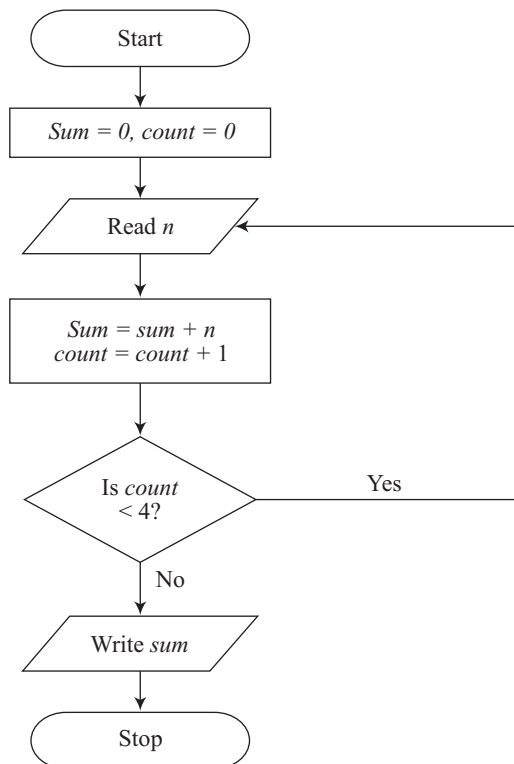 Start
Sum = 0, count = 0
Read n
Sum = sum + n
count = count + 1
Is count
< 4?
Yes
No
Write sum
Stop